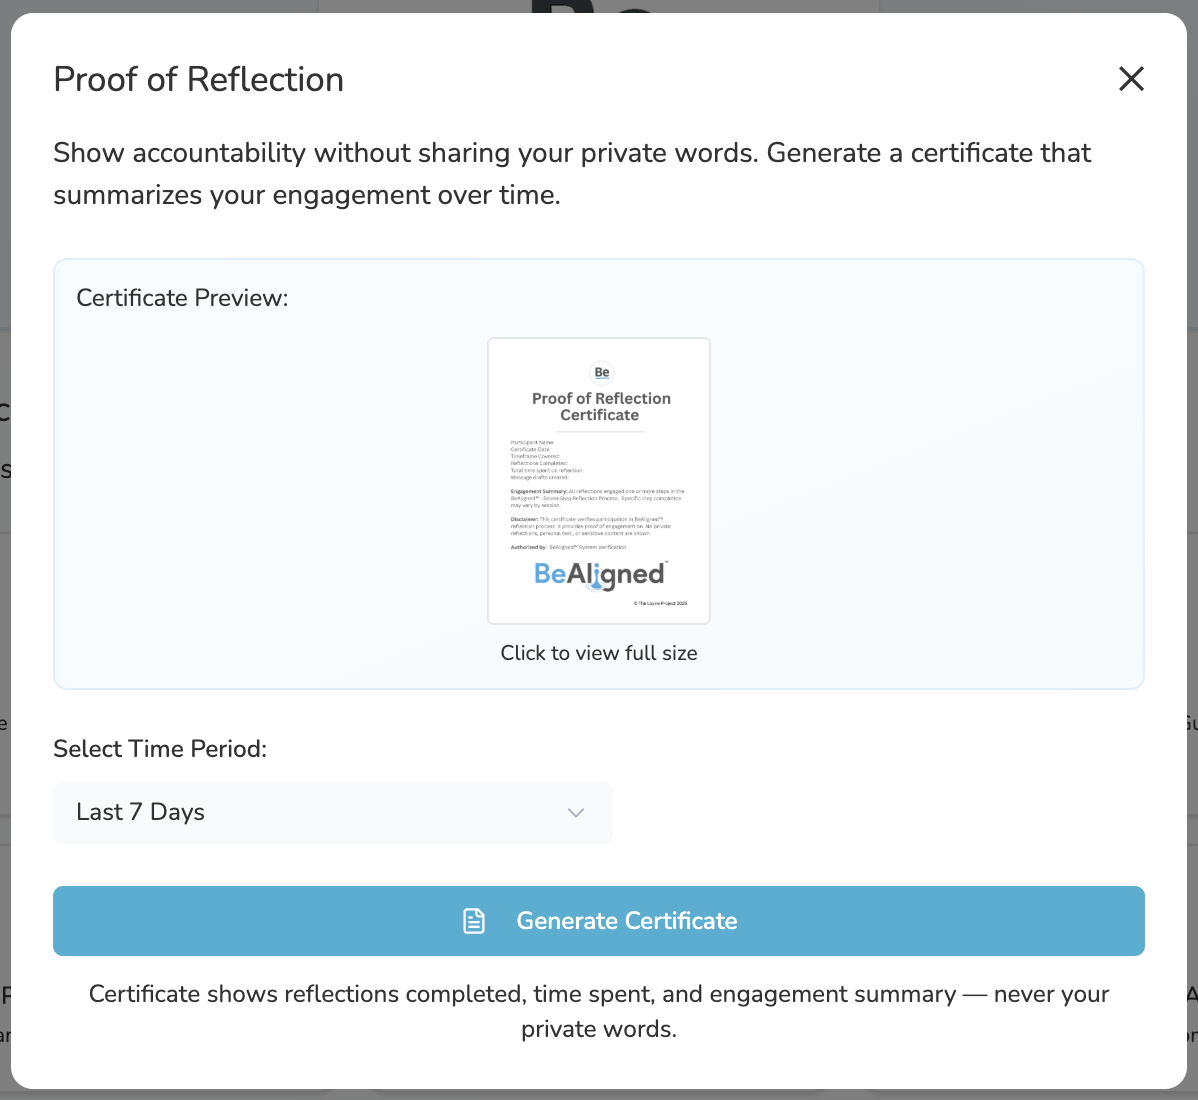 Proof of Reflection
Show accountability without sharing your private words. Generate a certificate that
summarizes your engagement over time.
Certificate Preview:
Be
Proof of Reflection
Certificate
Participant Name:
Certificate Date:
Timeframe Covered:
Reflections Completed:
Total time spent on reflection:
Message drafts created:
Engagement Summary: All reflections engaged one or more steps in the
BeAligned™. Seven-Step Reflection Process. Specific step completion
may vary by session.
Disclaimer: This certificate verifies participation in BeAligned™
reflection process. It provides proof of engagement on. No private
reflections, personal text, or sensitive content are shown.
Authorized by: BeAligned™ System Verification
BeAligned™
© The Layne Project 2025
Click to view full size
Select Time Period:
Last 7 Days
Generate Certificate
Certificate shows reflections completed, time spent, and engagement summary — never your
private words.